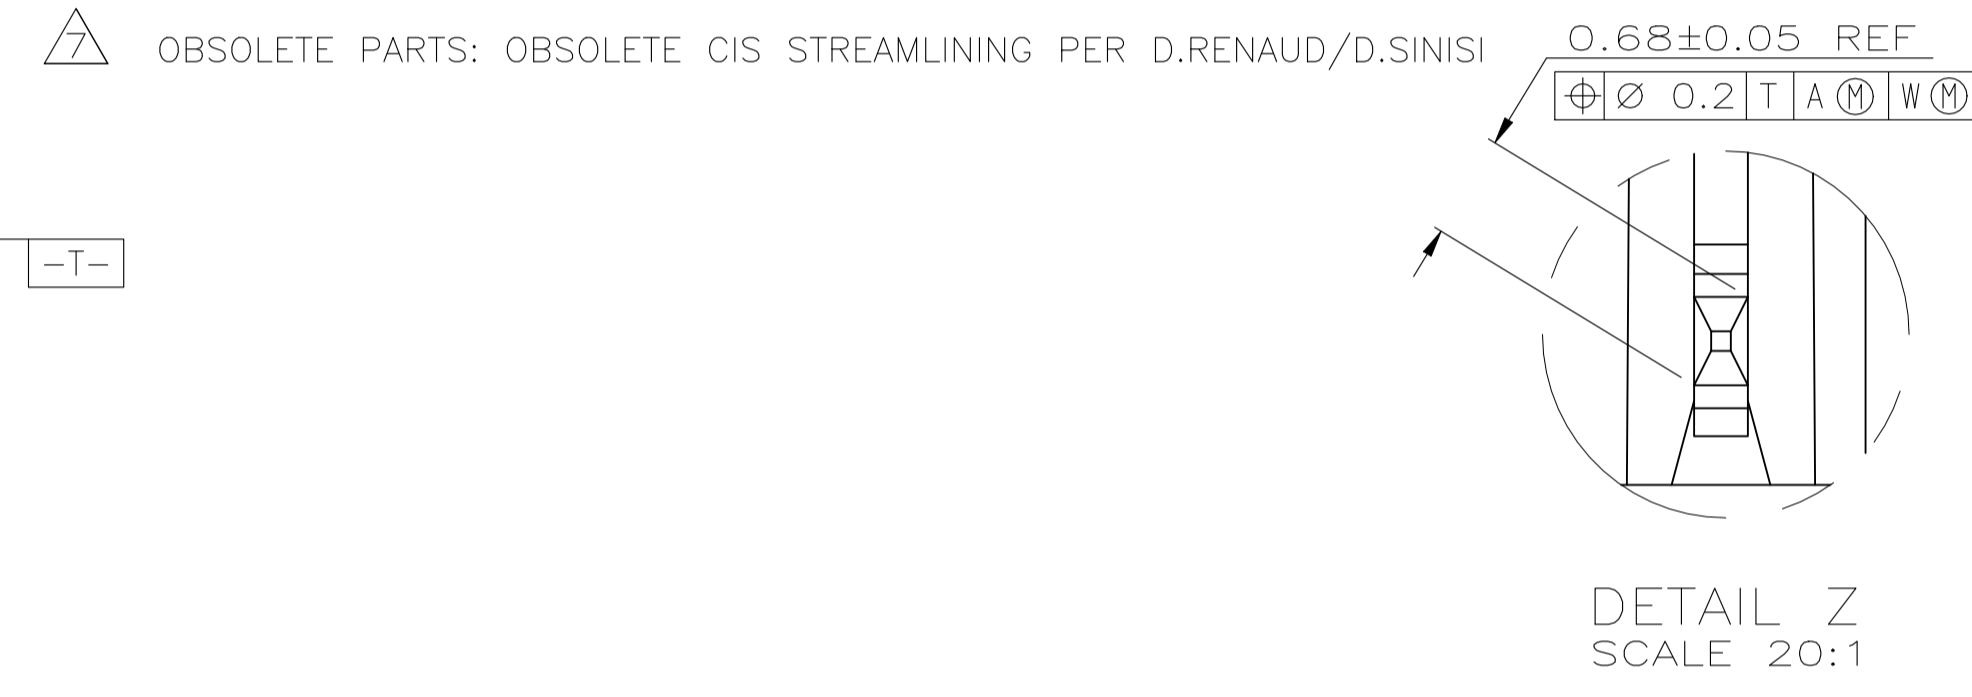 7 OBSOLETE PARTS: OBSOLETE CIS STREAMLINING PER D.RENAUD/D.SINISI
0.68±0.05 REF
⌖ ⌀ 0.2 T A Ⓜ W Ⓜ
-T-
DETAIL Z
SCALE 20:1